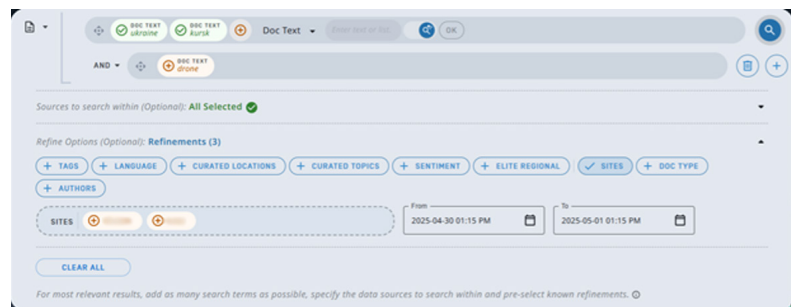 DOC TEXT ukraine DOC TEXT kursk Doc Text Enter text or list OK
AND DOC TEXT drone
Sources to search within (Optional): All Selected
Refine Options (Optional): Refinements (3)
TAGS LANGUAGE CURATED LOCATIONS CURATED TOPICS SENTIMENT ELITE REGIONAL SITES DOC TYPE
AUTHORS
From To
SITES 2025-04-30 01:15 PM 2025-05-01 01:15 PM
CLEAR ALL
For most relevant results, add as many search terms as possible, specify the data sources to search within and pre-select known refinements.